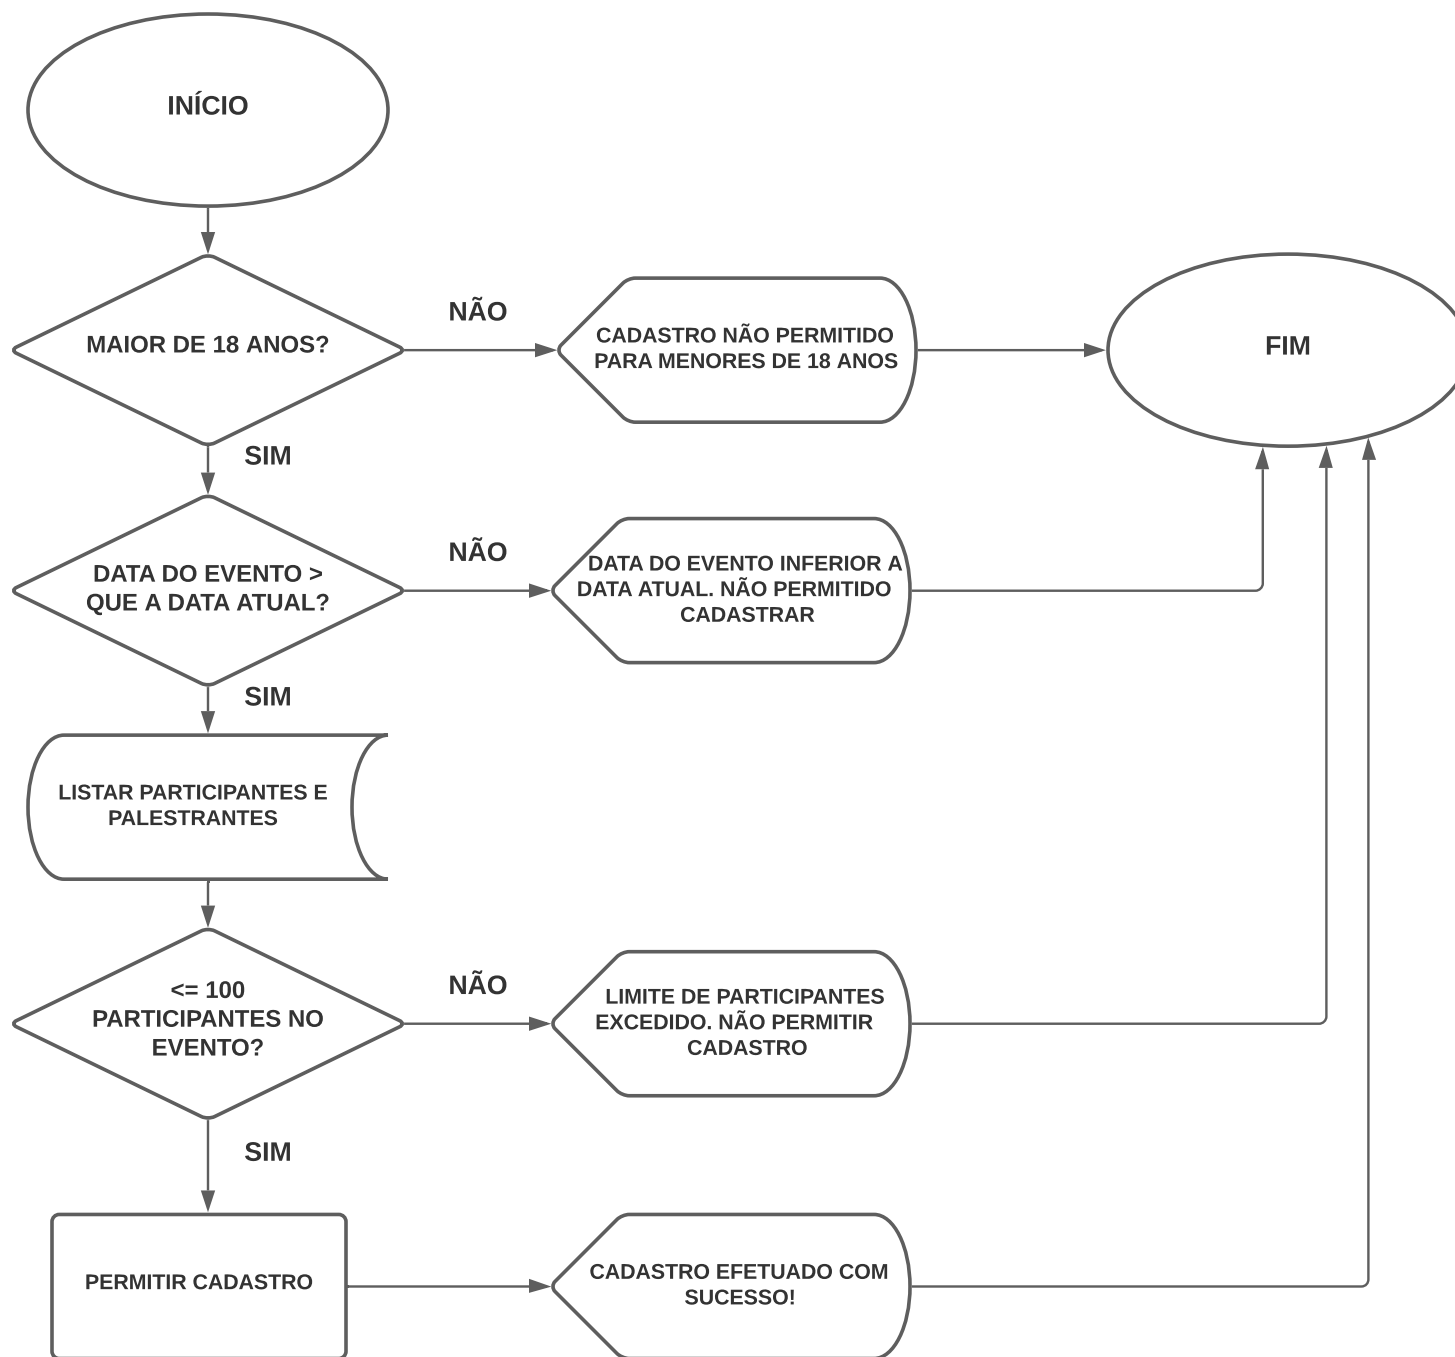 INÍCIO
MAIOR DE 18 ANOS?
NÃO
CADASTRO NÃO PERMITIDO
PARA MENORES DE 18 ANOS
FIM
SIM
DATA DO EVENTO >
QUE A DATA ATUAL?
NÃO
DATA DO EVENTO INFERIOR A
DATA ATUAL. NÃO PERMITIDO
CADASTRAR
SIM
LISTAR PARTICIPANTES E
PALESTRANTES
<= 100
PARTICIPANTES NO
EVENTO?
NÃO
LIMITE DE PARTICIPANTES
EXCEDIDO. NÃO PERMITIR
CADASTRO
SIM
PERMITIR CADASTRO
CADASTRO EFETUADO COM
SUCESSO!